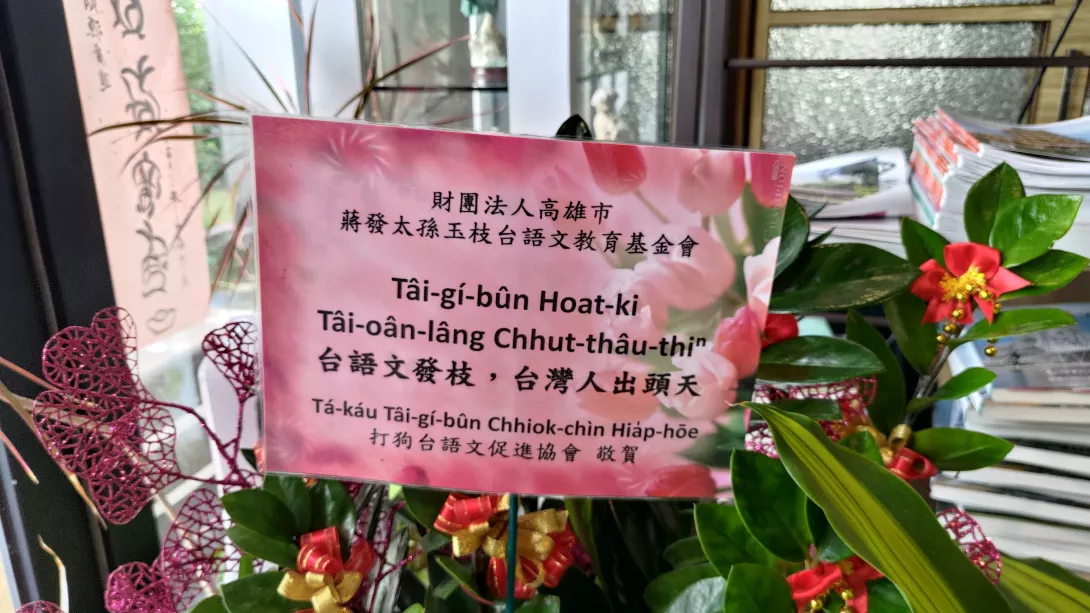 財團法人高雄市
蔣發太孫玉枝台語文教育基金會
Tâi-gí-bûn Hoat-ki
Tâi-oân-lâng Chhut-thâu-thiⁿ
台語文發枝，台灣人出頭天
Tá-káu Tâi-gí-bûn Chhiok-chìn Hia̍p-hōe
打狗台語文促進協會 敬賀